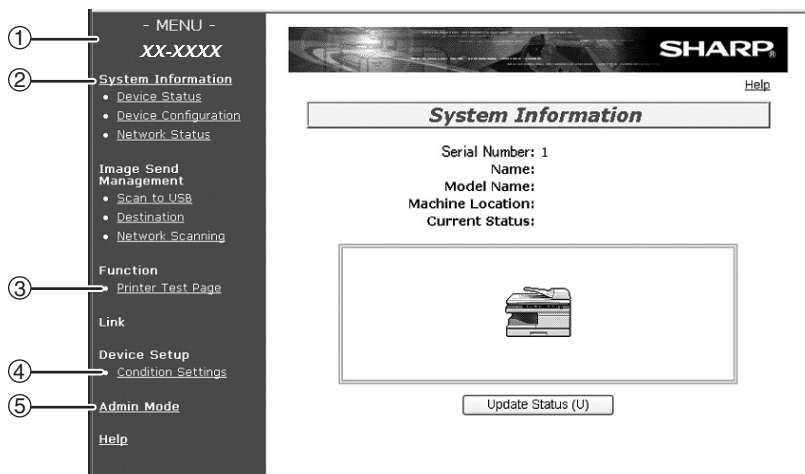 ①
- MENU -
XX-XXXX
②
System Information
• Device Status
• Device Configuration
• Network Status
Image Send
Management
• Scan to USB
• Destination
• Network Scanning
Function
③
• Printer Test Page
Link
Device Setup
④
• Condition Settings
⑤
Admin Mode
Help
SHARP®
Help
System Information
Serial Number: 1
Name:
Model Name:
Machine Location:
Current Status:
Update Status (U)